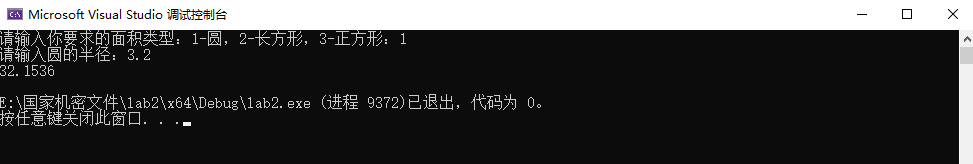 Microsoft Visual Studio 调试控制台
请输入你要求的面积类型：1-圆，2-长方形，3-正方形：1
请输入圆的半径：3.2
32.1536
E:\国家机密文件\lab2\x64\Debug\lab2.exe (进程 9372)已退出，代码为 0。
按任意键关闭此窗口. . .